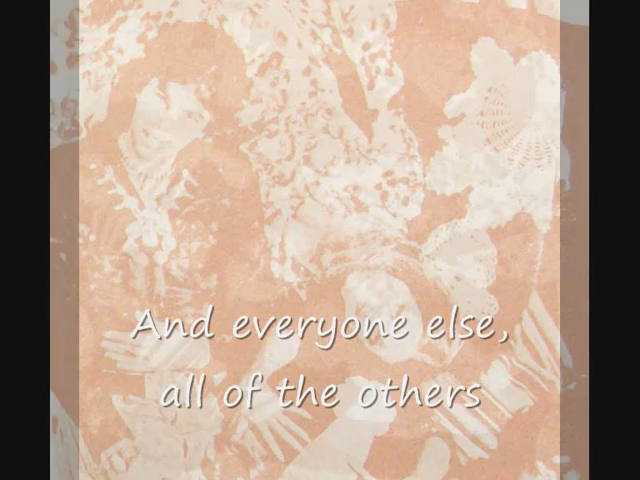 And everyone else,
all of the others